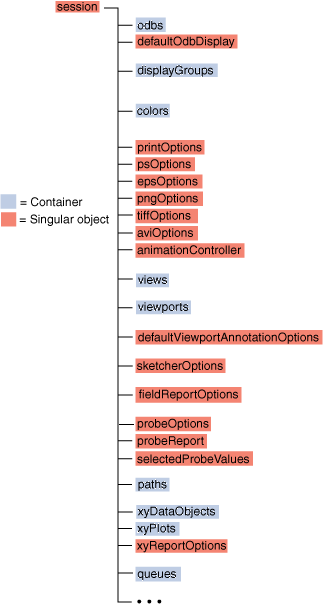 session
odbs
defaultOdbDisplay
displayGroups
colors
printOptions
psOptions
epsOptions
pngOptions
tiffOptions
aviOptions
animationController
= Container
= Singular object
views
viewports
defaultViewportAnnotationOptions
sketcherOptions
fieldReportOptions
probeOptions
probeReport
selectedProbeValues
paths
xyDataObjects
xyPlots
xyReportOptions
queues
• • •